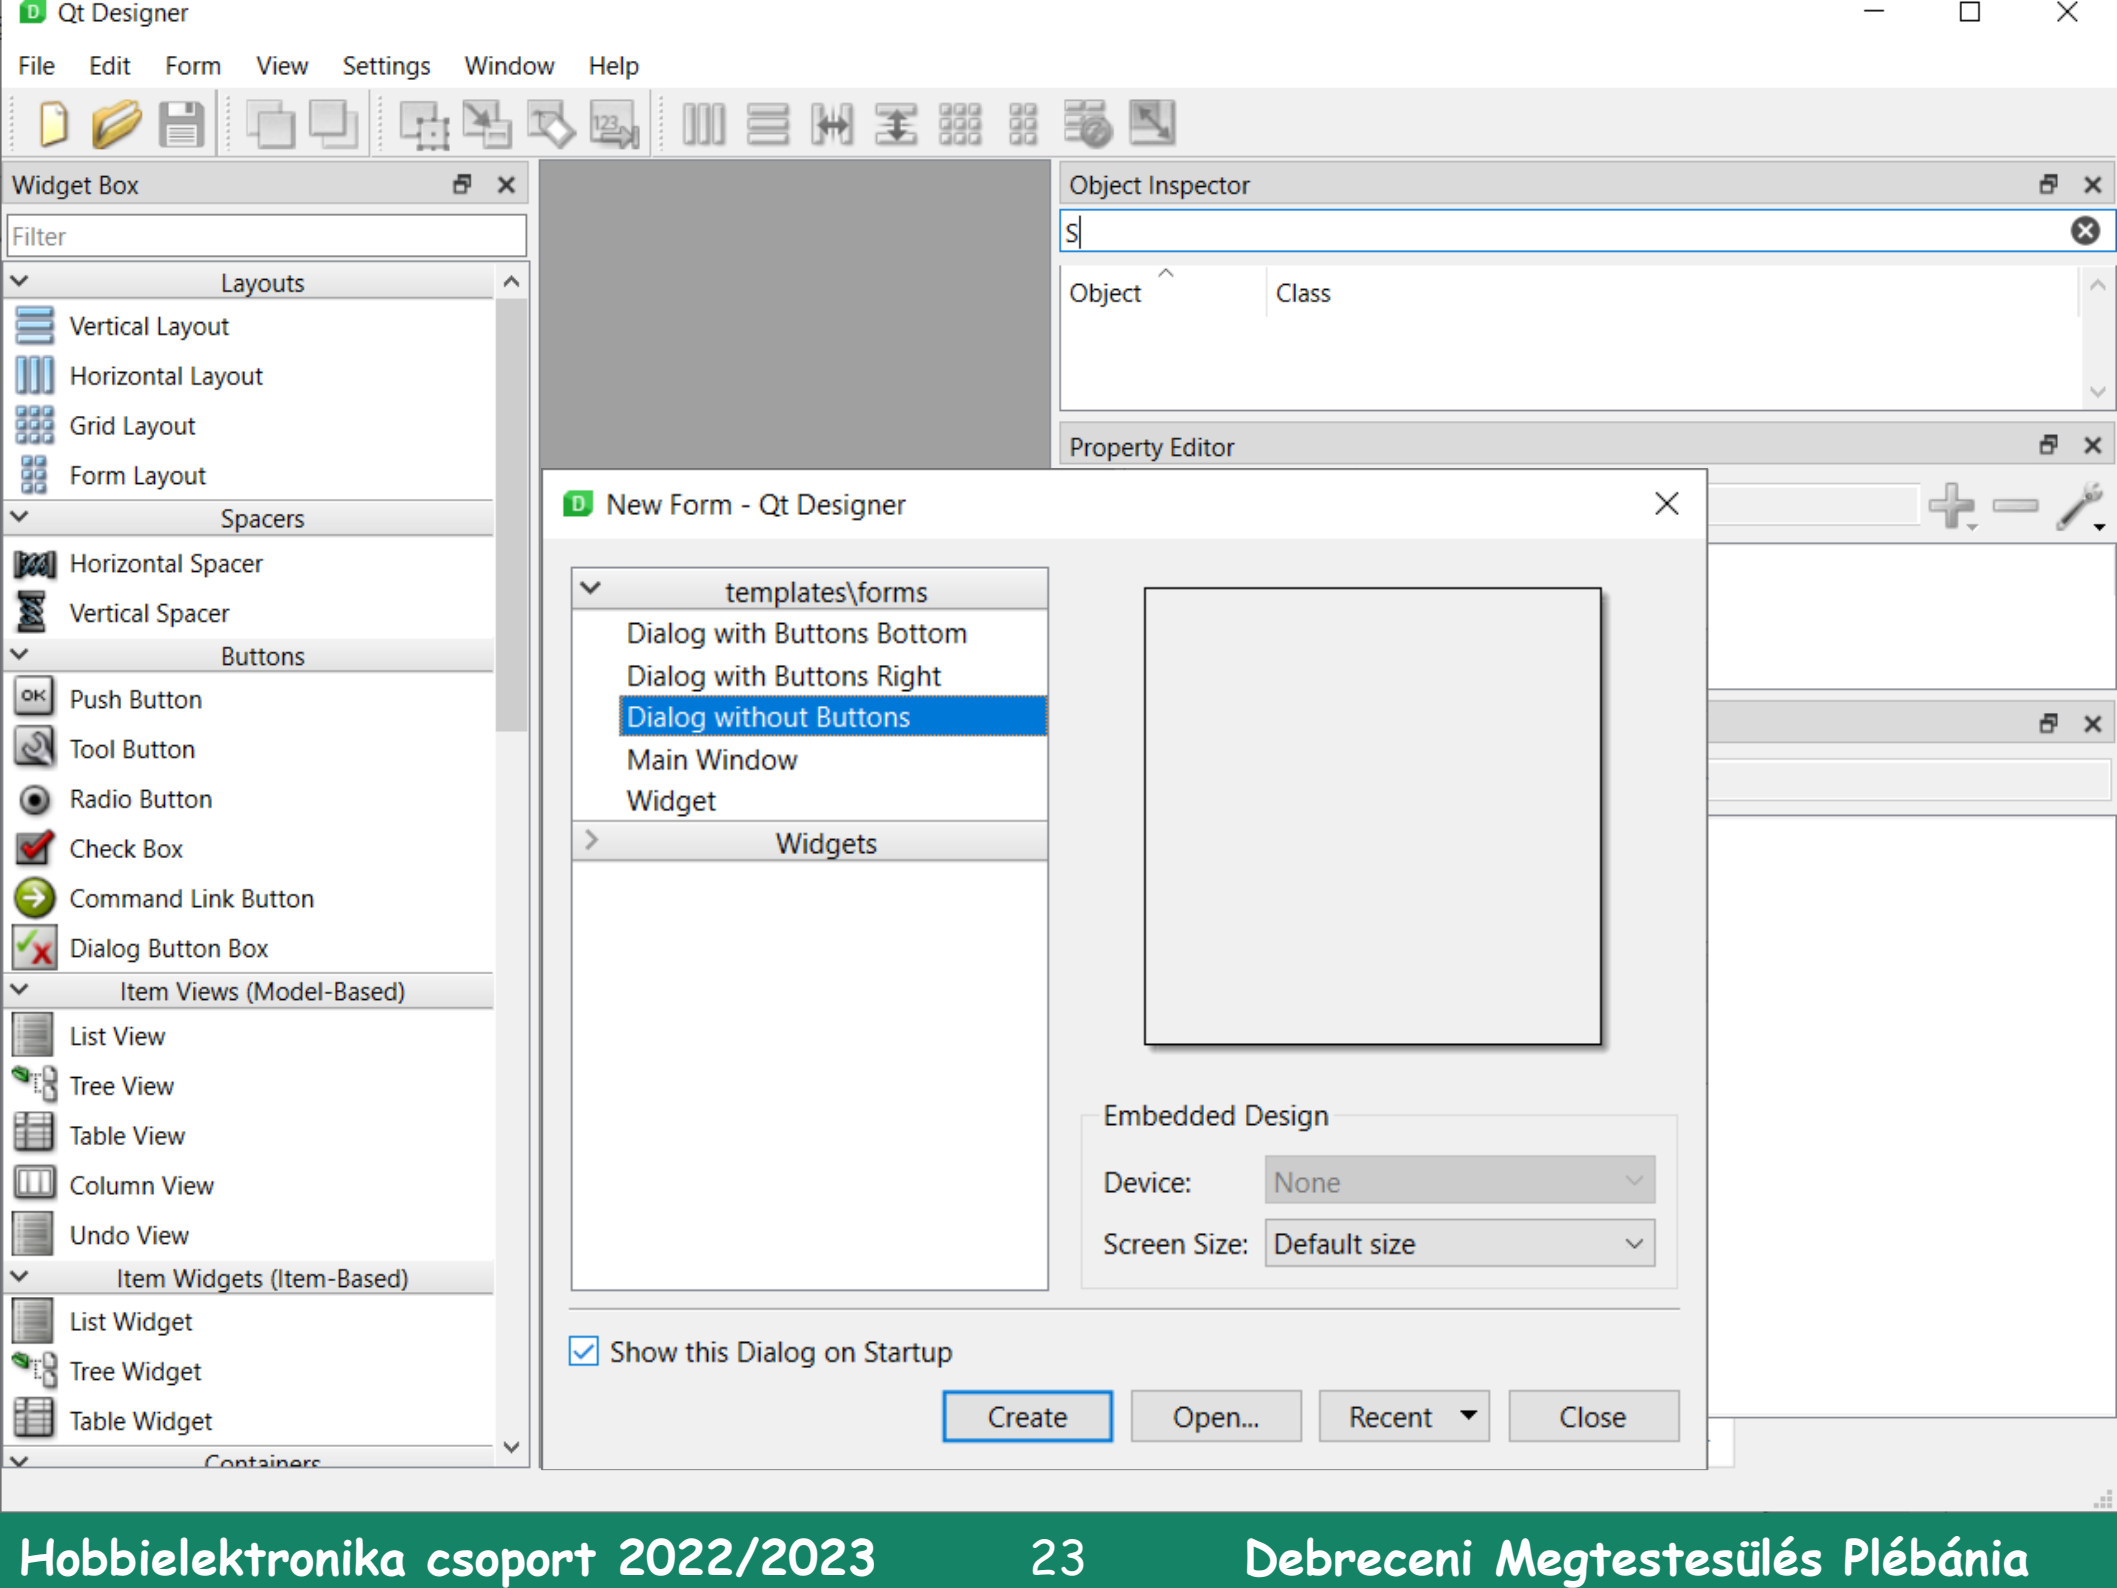 Qt Designer
File Edit Form View Settings Window Help
123
Widget Box
Filter
Layouts
Vertical Layout
Horizontal Layout
Grid Layout
Form Layout
Spacers
Horizontal Spacer
Vertical Spacer
Buttons
OK Push Button
Tool Button
Radio Button
Check Box
Command Link Button
Dialog Button Box
Item Views (Model-Based)
List View
Tree View
Table View
Column View
Undo View
Item Widgets (Item-Based)
List Widget
Tree Widget
Table Widget
Containers
Object Inspector
S
Object Class
Property Editor
New Form - Qt Designer
templates\forms
Dialog with Buttons Bottom
Dialog with Buttons Right
Dialog without Buttons
Main Window
Widget
Widgets
Embedded Design
Device: None
Screen Size: Default size
Show this Dialog on Startup
Create Open... Recent Close
Hobbielektronika csoport 2022/2023 23 Debreceni Megtestesülés Plébánia